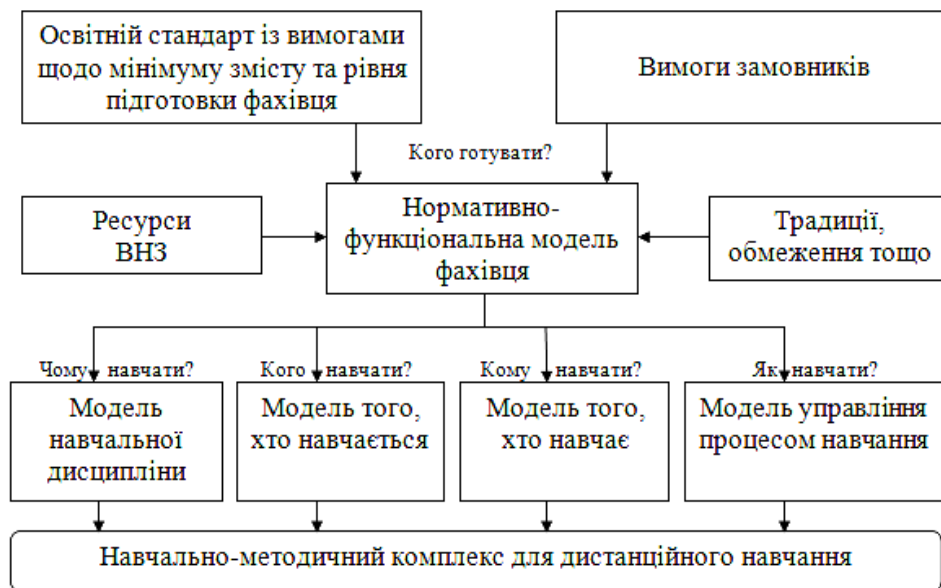 Освітній стандарт із вимогами
щодо мінімуму змісту та рівня
підготовки фахівця
Вимоги замовників
Кого готувати?
Ресурси
ВНЗ
Нормативно-
функціональна модель
фахівця
Традиції,
обмеження тощо
Чому навчати?
Кого навчати?
Кому навчати?
Як навчати?
Модель
навчальної
дисципліни
Модель того,
хто навчається
Модель того,
хто навчає
Модель управління
процесом навчання
Навчально-методичний комплекс для дистанційного навчання